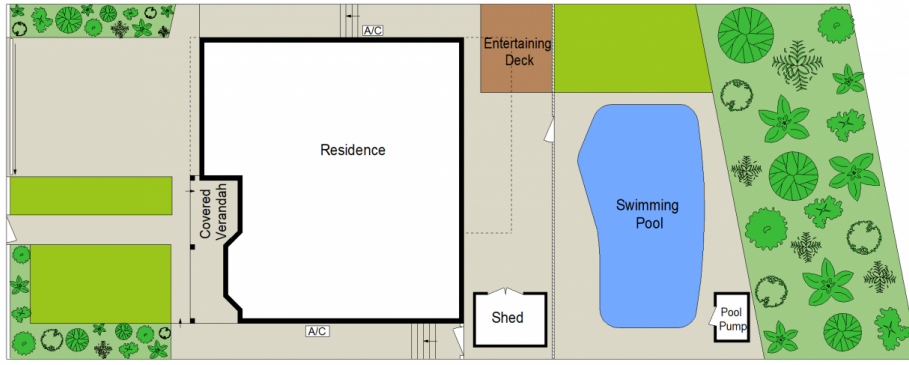 A/C
Entertaining
Deck
Residence
Covered
Verandah
Swimming
Pool
Shed
Pool
Pump
A/C